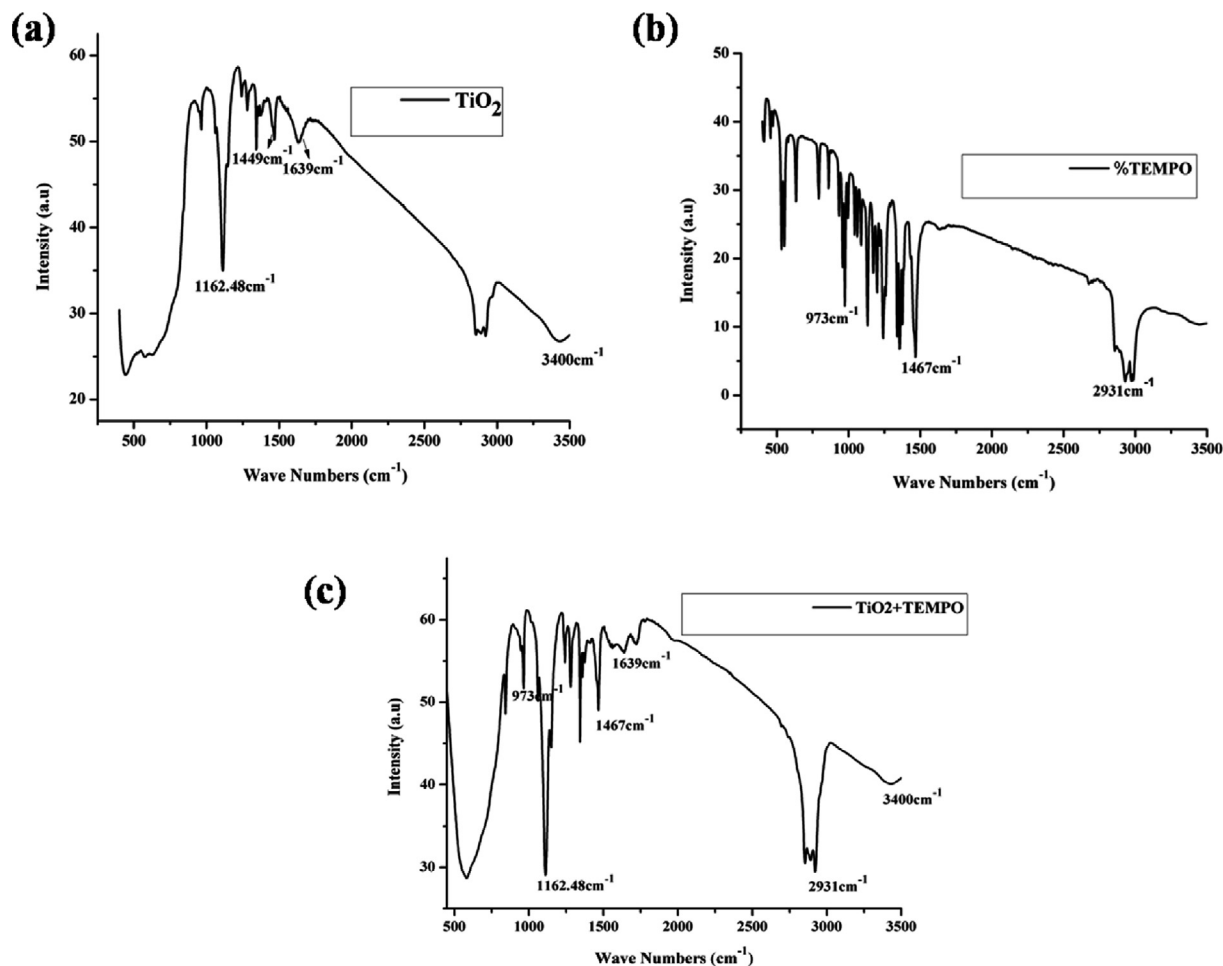 (a)
60
50
40
30
20
Intensity (a.u)
TiO2
1449cm-1
1639cm-1
1162.48cm-1
3400cm-1
500 1000 1500 2000 2500 3000 3500
Wave Numbers (cm-1)
(b)
50
40
30
20
10
0
Intensity (a.u)
%TEMPO
973cm-1
1467cm-1
2931cm-1
500 1000 1500 2000 2500 3000 3500
Wave Numbers (cm-1)
(c)
60
50
40
30
Intensity (a.u)
TiO2+TEMPO
1639cm-1
973cm-1
1467cm-1
3400cm-1
1162.48cm-1
2931cm-1
500 1000 1500 2000 2500 3000 3500
Wave Numbers (cm-1)